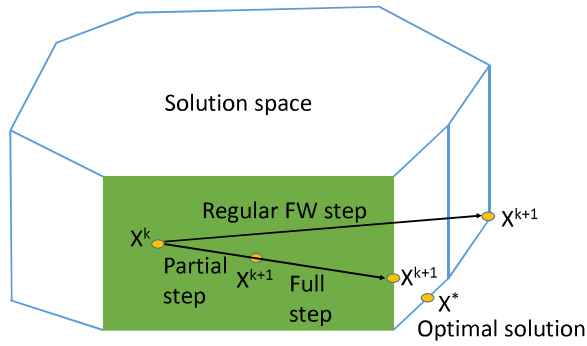 Solution space
Regular FW step
X^{k+1}
X^k
Partial
step
X^{k+1}
Full
step
X^{k+1}
X^*
Optimal solution